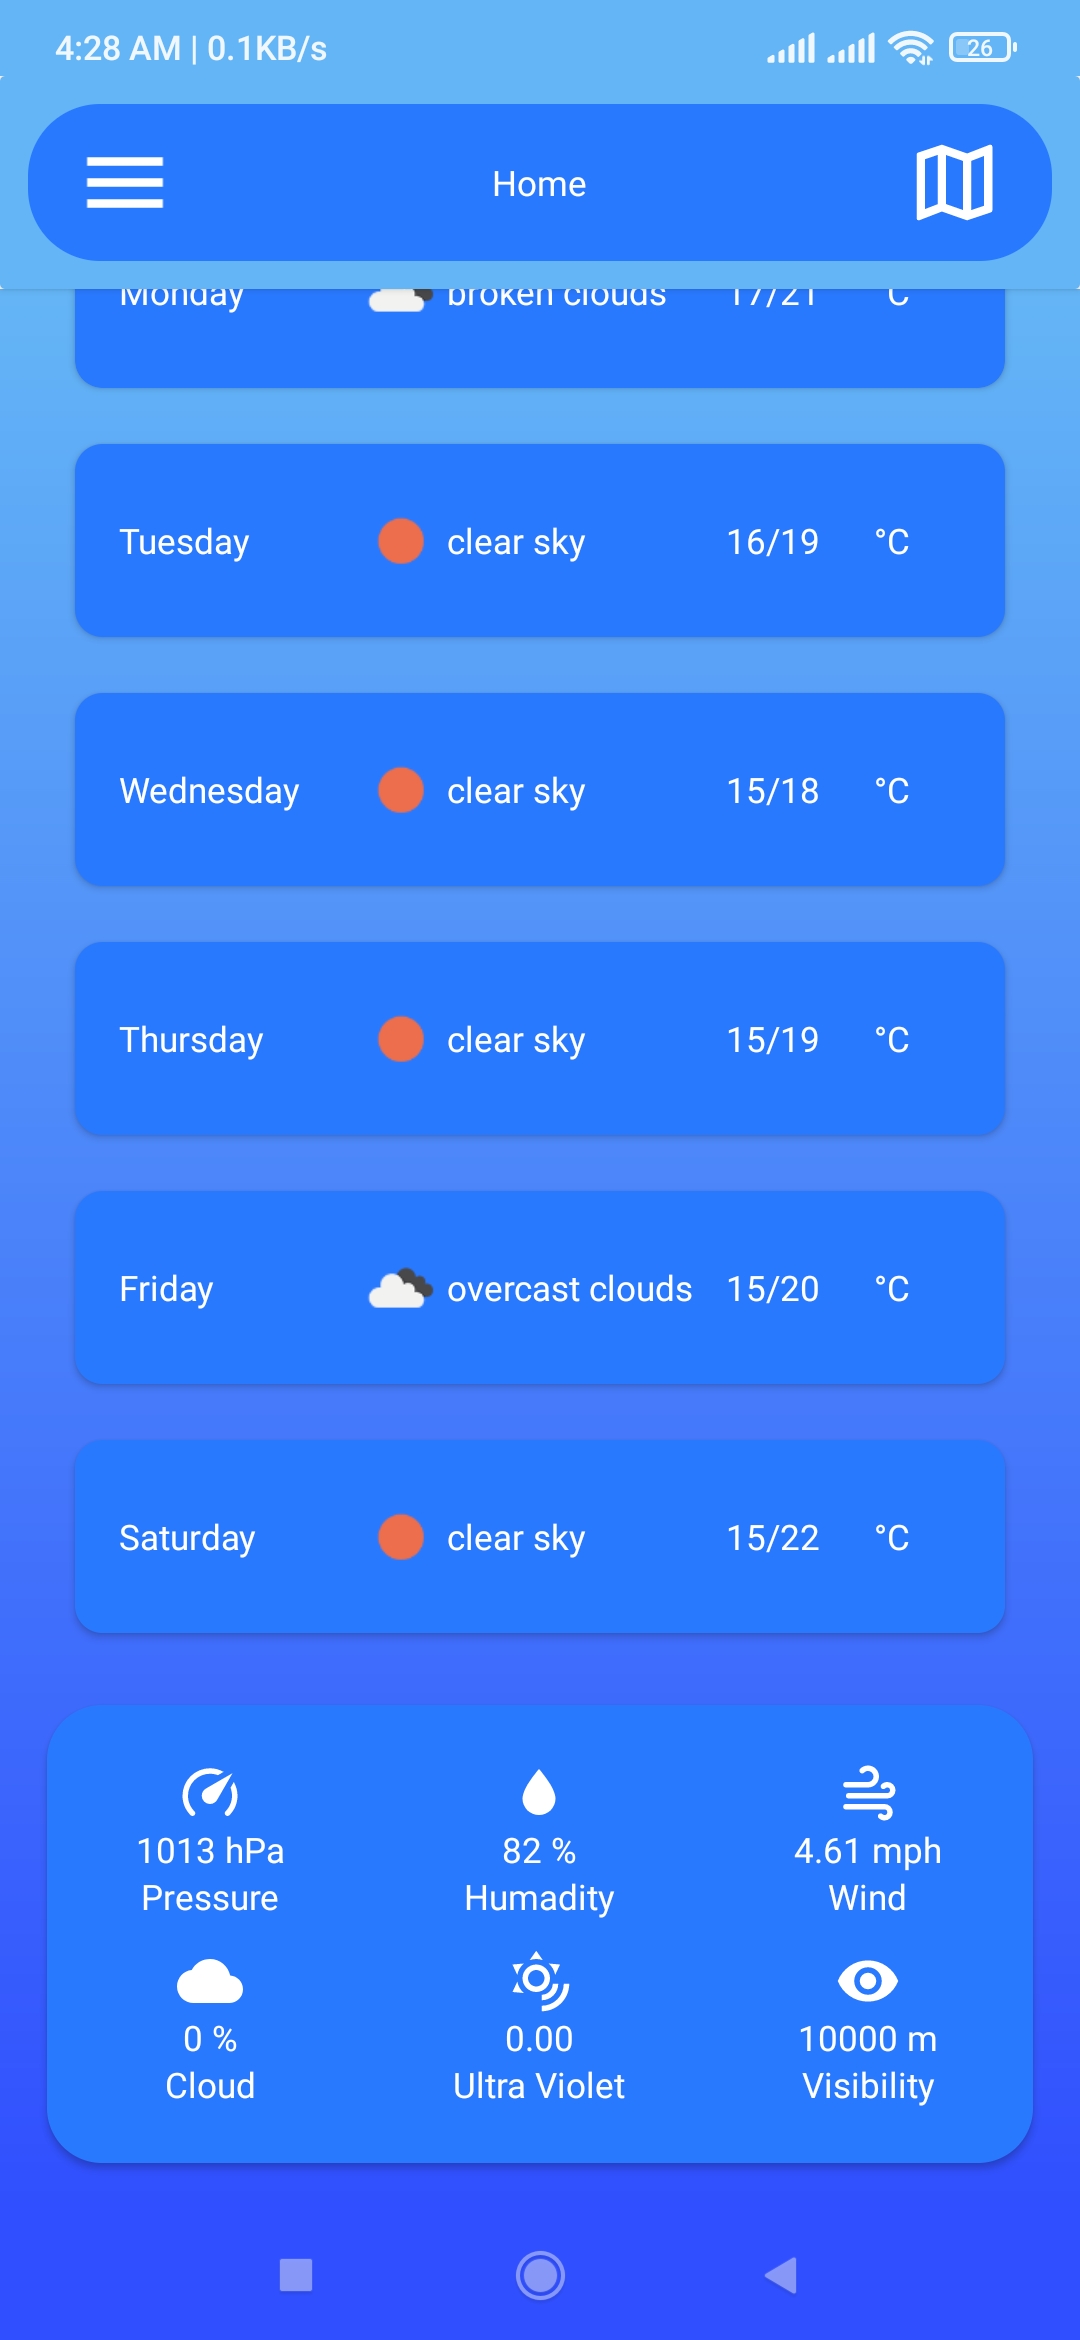 4:28 AM | 0.1KB/s 26
Home
Monday broken clouds 17/21 °C
Tuesday clear sky 16/19 °C
Wednesday clear sky 15/18 °C
Thursday clear sky 15/19 °C
Friday overcast clouds 15/20 °C
Saturday clear sky 15/22 °C
1013 hPa 82 % 4.61 mph
Pressure Humadity Wind
0 % 0.00 10000 m
Cloud Ultra Violet Visibility